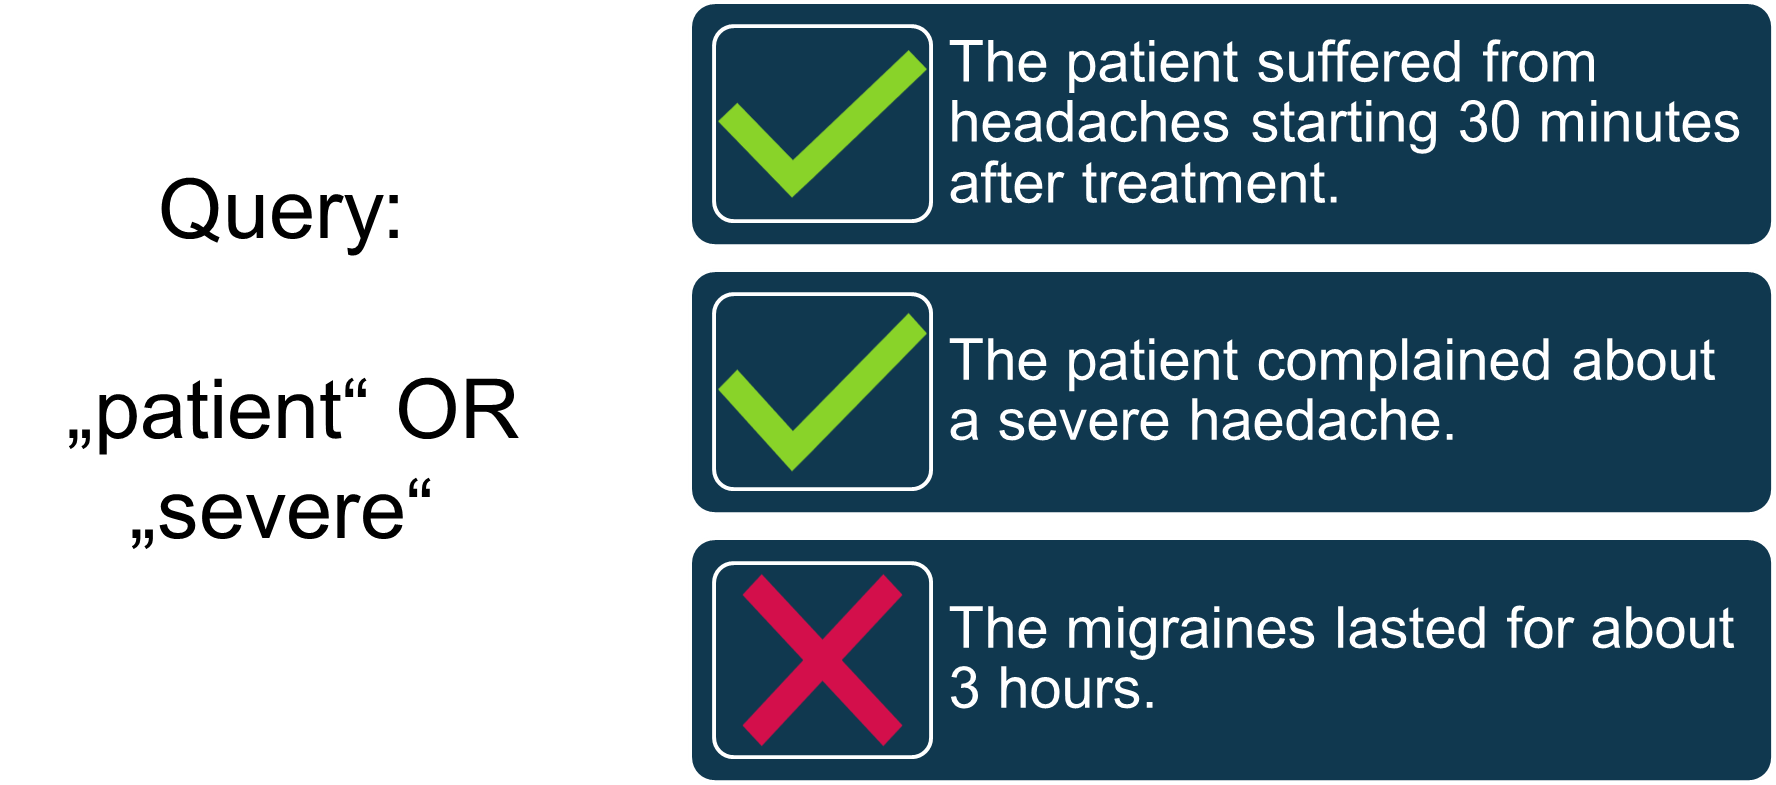 Query:
„patient“ OR
„severe“
The patient suffered from
headaches starting 30 minutes
after treatment.
The patient complained about
a severe haedache.
The migraines lasted for about
3 hours.